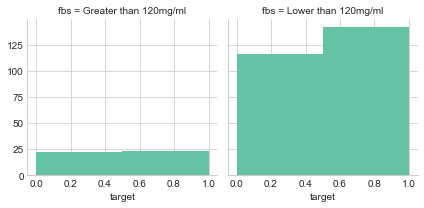 fbs = Greater than 120mg/ml
fbs = Lower than 120mg/ml
125
100
75
50
25
0
0.0 0.2 0.4 0.6 0.8 1.0
0.0 0.2 0.4 0.6 0.8 1.0
target
target